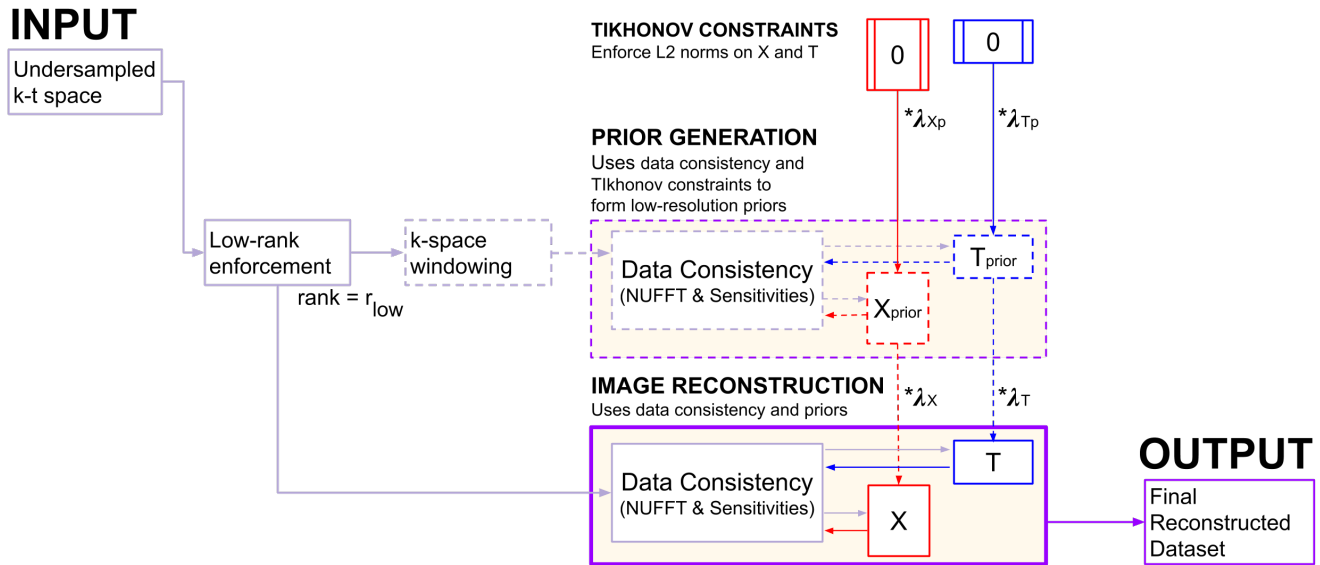 INPUT
Undersampled
k-t space
TIKHONOV CONSTRAINTS
Enforce L2 norms on X and T
0
0
*λXp
*λTp
PRIOR GENERATION
Uses data consistency and
TIkhonov constraints to
form low-resolution priors
Low-rank
enforcement
rank = rlow
k-space
windowing
Data Consistency
(NUFFT & Sensitivities)
Tprior
Xprior
IMAGE RECONSTRUCTION
Uses data consistency and priors
*λX
*λT
Data Consistency
(NUFFT & Sensitivities)
T
X
OUTPUT
Final
Reconstructed
Dataset